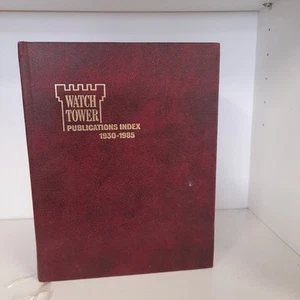 WATCH
TOWER
PUBLICATIONS INDEX
1930-1985